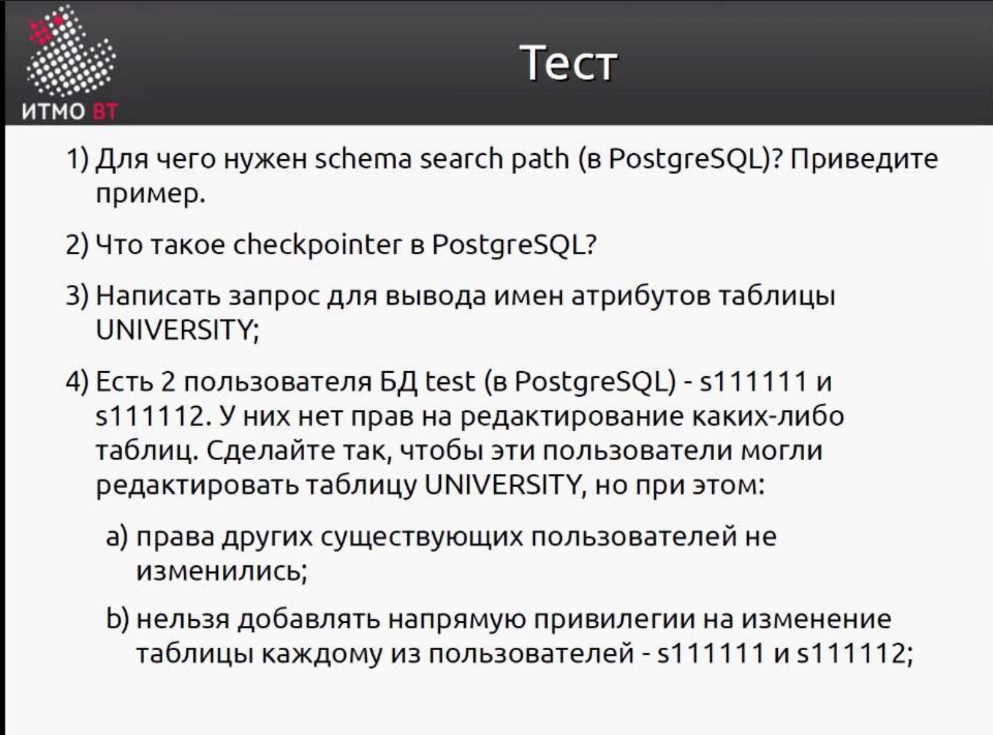 ИТМО ВТ
Тест
1) Для чего нужен schema search path (в PostgreSQL)? Приведите
пример.
2) Что такое checkpointer в PostgreSQL?
3) Написать запрос для вывода имен атрибутов таблицы
UNIVERSITY;
4) Есть 2 пользователя БД test (в PostgreSQL) - s111111 и
s111112. У них нет прав на редактирование каких-либо
таблиц. Сделайте так, чтобы эти пользователи могли
редактировать таблицу UNIVERSITY, но при этом:
a) права других существующих пользователей не
изменились;
b) нельзя добавлять напрямую привилегии на изменение
таблицы каждому из пользователей - s111111 и s111112;